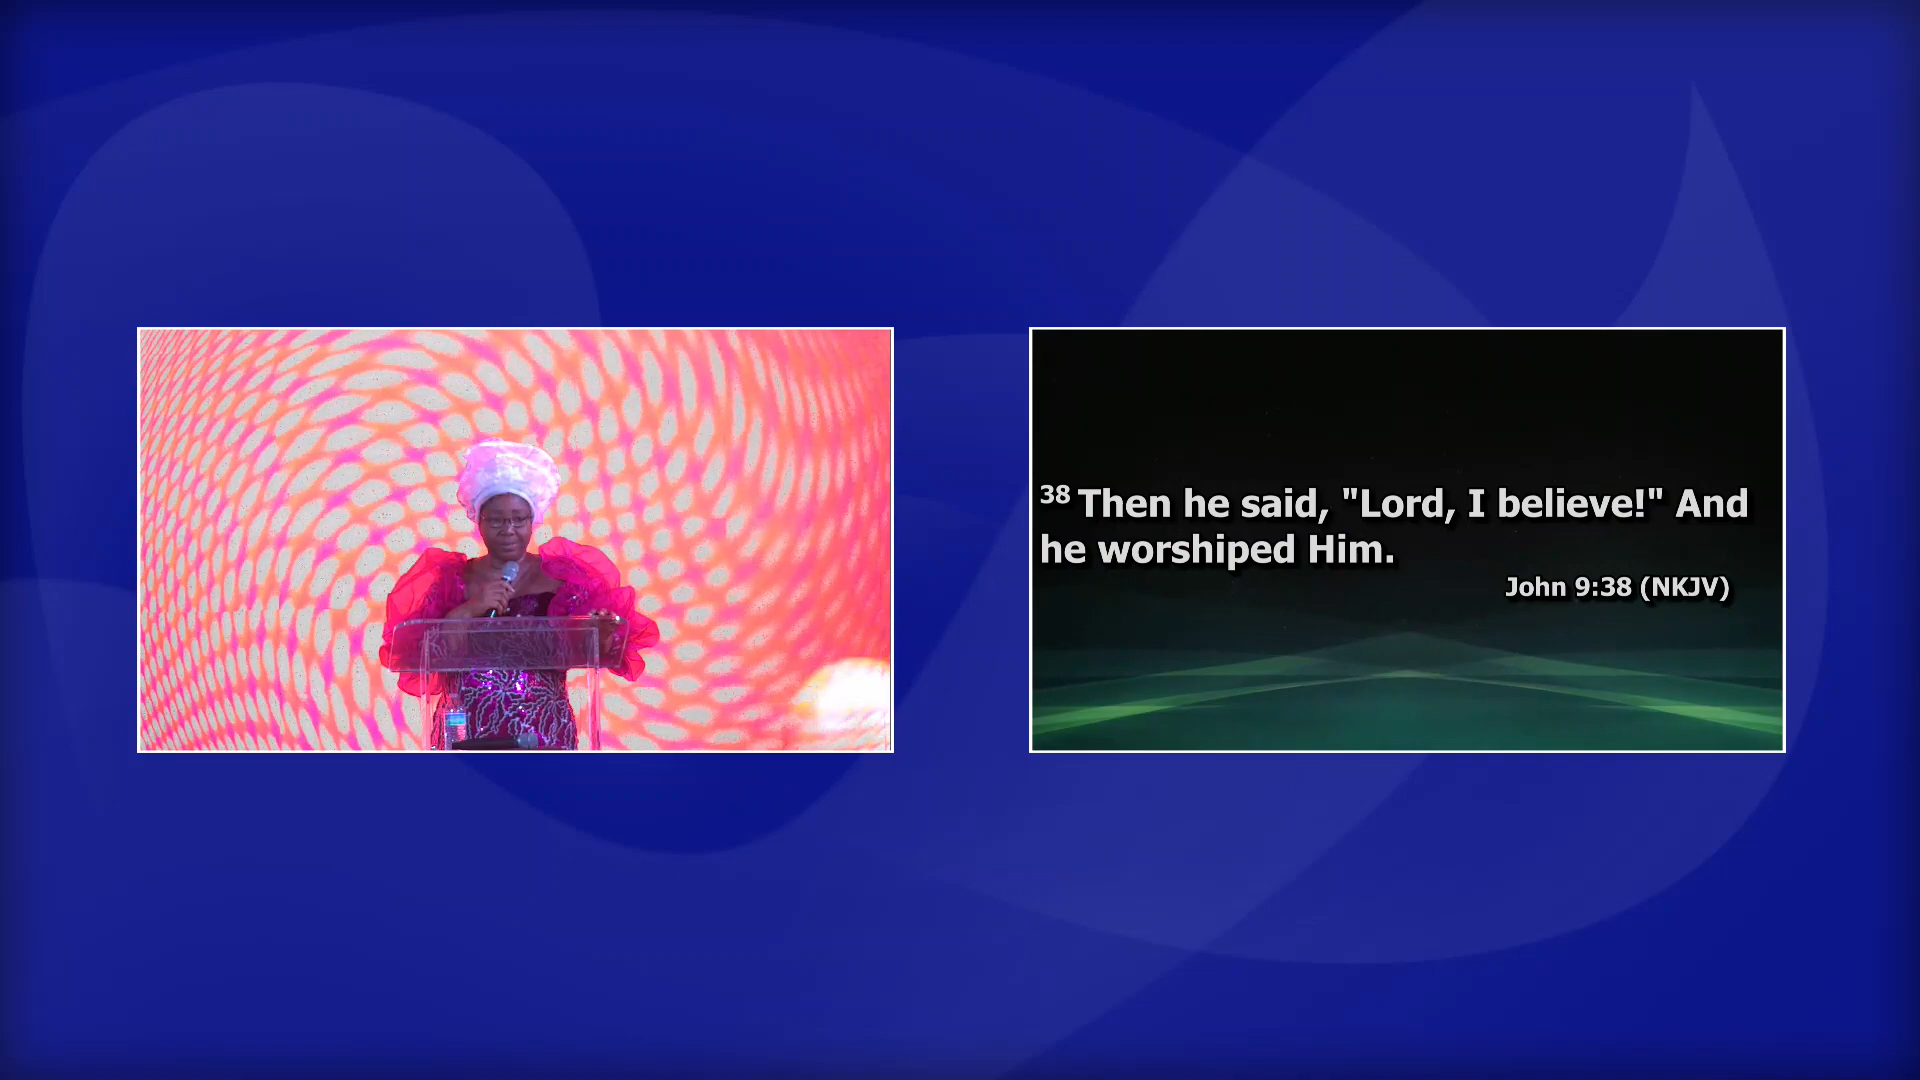 38 Then he said, "Lord, I believe!" And
he worshiped Him.
John 9:38 (NKJV)